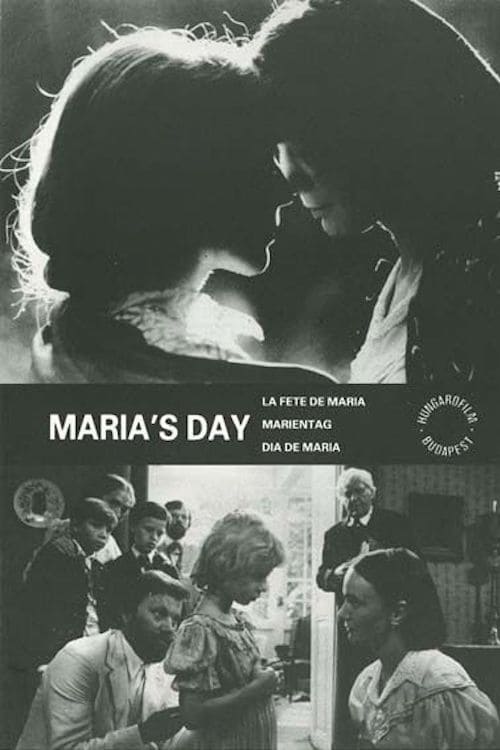 LA FETE DE MARIA
MARIA'S DAY
MARIENTAG
DIA DE MARIA
HUNGAROFILM
BUDAPEST